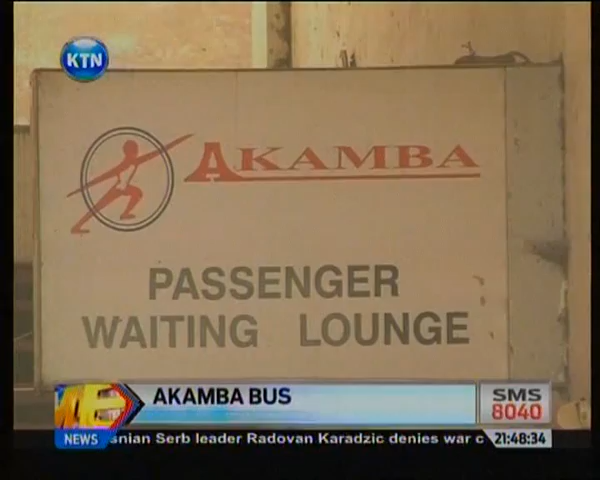 KTN
AKAMBA
PASSENGER
WAITING LOUNGE
AKAMBA BUS
SMS
8040
NEWS
snian Serb leader Radovan Karadzic denies war c
21:48:34